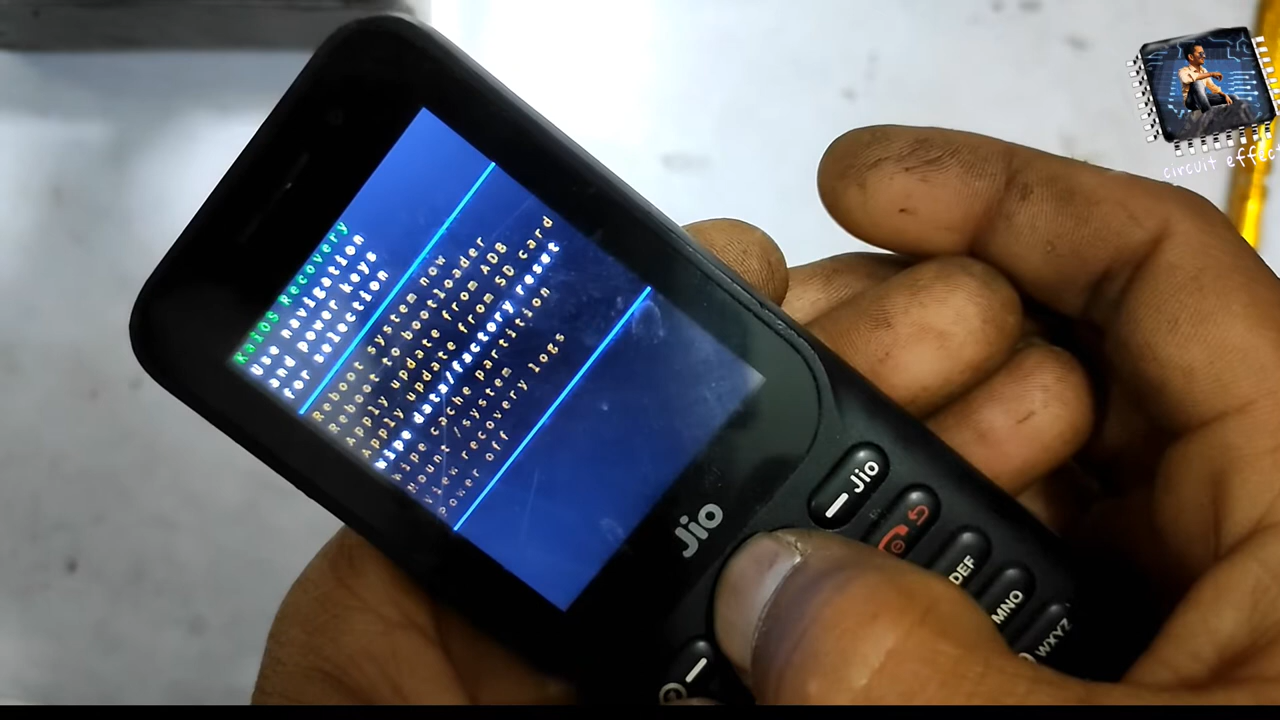 KaiOS Recovery
Use navigation
and power keys
for selection
Reboot system now
Reboot to bootloader
Apply update from ADB
Apply update from SD card
Wipe data/factory reset
Wipe cache partition
Mount /system
View recovery logs
Power off
Jio
Jio
DEF
MNO
WXYZ
circuit effect